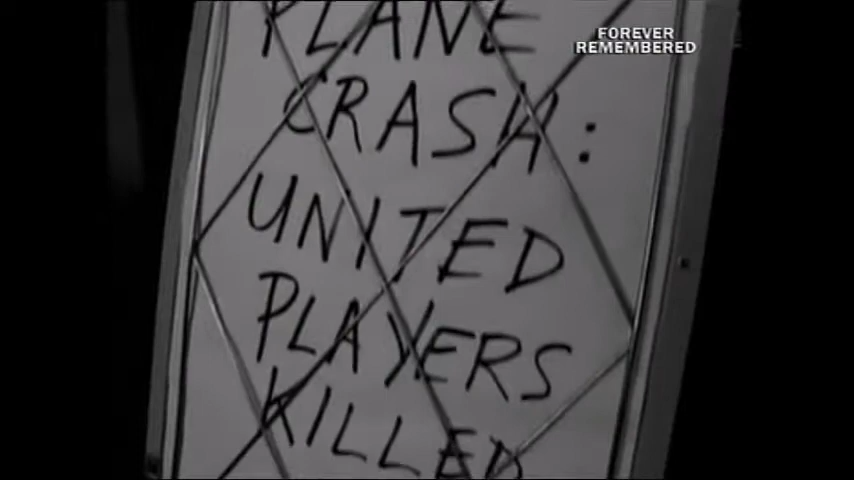 FOREVER
REMEMBERED
PLANE
CRASH:
UNITED
PLAYERS
KILLED